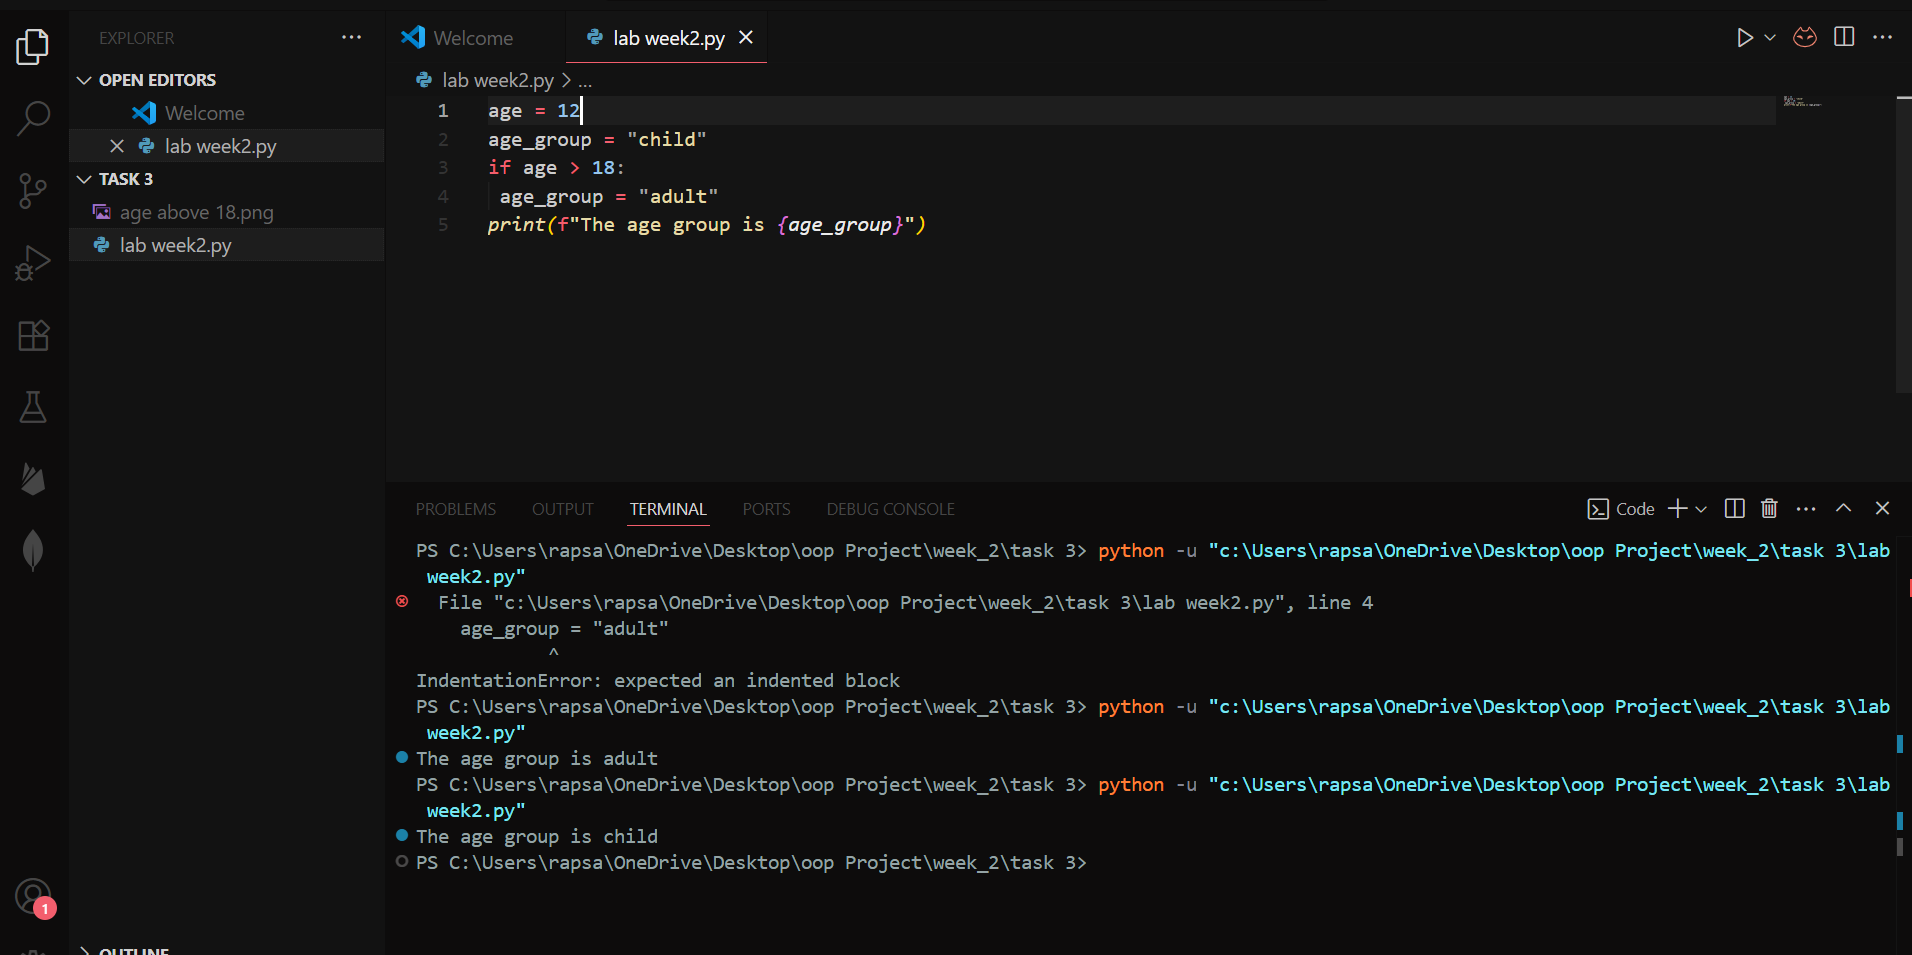 EXPLORER
OPEN EDITORS
Welcome
lab week2.py
TASK 3
age above 18.png
lab week2.py
1
OUTLINE
Welcome
lab week2.py
lab week2.py > ...
1 age = 12
2 age_group = "child"
3 if age > 18:
4  age_group = "adult"
5 print(f"The age group is {age_group}")
PROBLEMS OUTPUT TERMINAL PORTS DEBUG CONSOLE
Code
PS C:\Users\rapsa\OneDrive\Desktop\oop Project\week_2\task 3> python -u "c:\Users\rapsa\OneDrive\Desktop\oop Project\week_2\task 3\lab
 week2.py"
  File "c:\Users\rapsa\OneDrive\Desktop\oop Project\week_2\task 3\lab week2.py", line 4
    age_group = "adult"
            ^
IndentationError: expected an indented block
PS C:\Users\rapsa\OneDrive\Desktop\oop Project\week_2\task 3> python -u "c:\Users\rapsa\OneDrive\Desktop\oop Project\week_2\task 3\lab
 week2.py"
The age group is adult
PS C:\Users\rapsa\OneDrive\Desktop\oop Project\week_2\task 3> python -u "c:\Users\rapsa\OneDrive\Desktop\oop Project\week_2\task 3\lab
 week2.py"
The age group is child
PS C:\Users\rapsa\OneDrive\Desktop\oop Project\week_2\task 3>